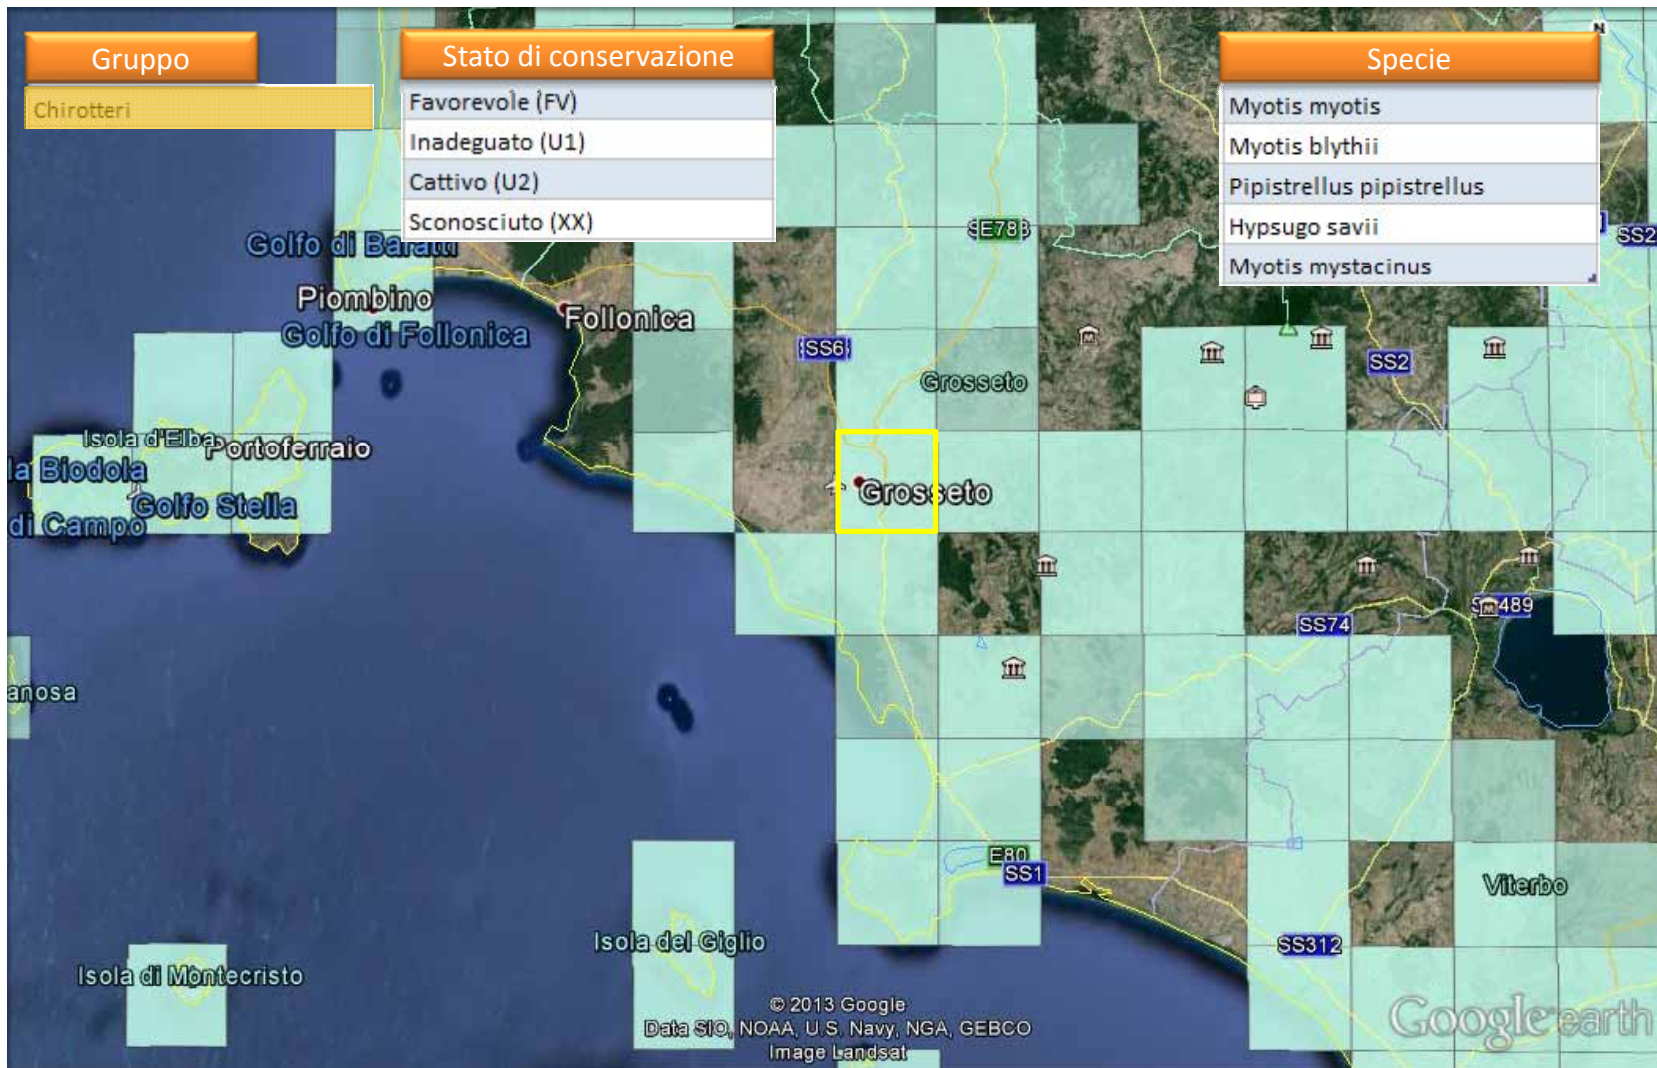 Gruppo
Chirotteri
Stato di conservazione
Favorevole (FV)
Inadeguato (U1)
Cattivo (U2)
Sconosciuto (XX)
Specie
Myotis myotis
Myotis blythii
Pipistrellus pipistrellus
Hypsugo savii
Myotis mystacinus
N
E78
SS2
Golfo di Baratti
Piombino
Golfo di Follonica
Follonica
SS6
SS2
Grosseto
Isola d'Elba
Portoferraio
la Biodola
Golfo Stella
di Campo
Grosseto
489
SS74
anosa
E80
SS1
Viterbo
Isola del Giglio
SS312
Isola di Montecristo
© 2013 Google
Data SIO, NOAA, U.S. Navy, NGA, GEBCO
Image Landsat
Google earth